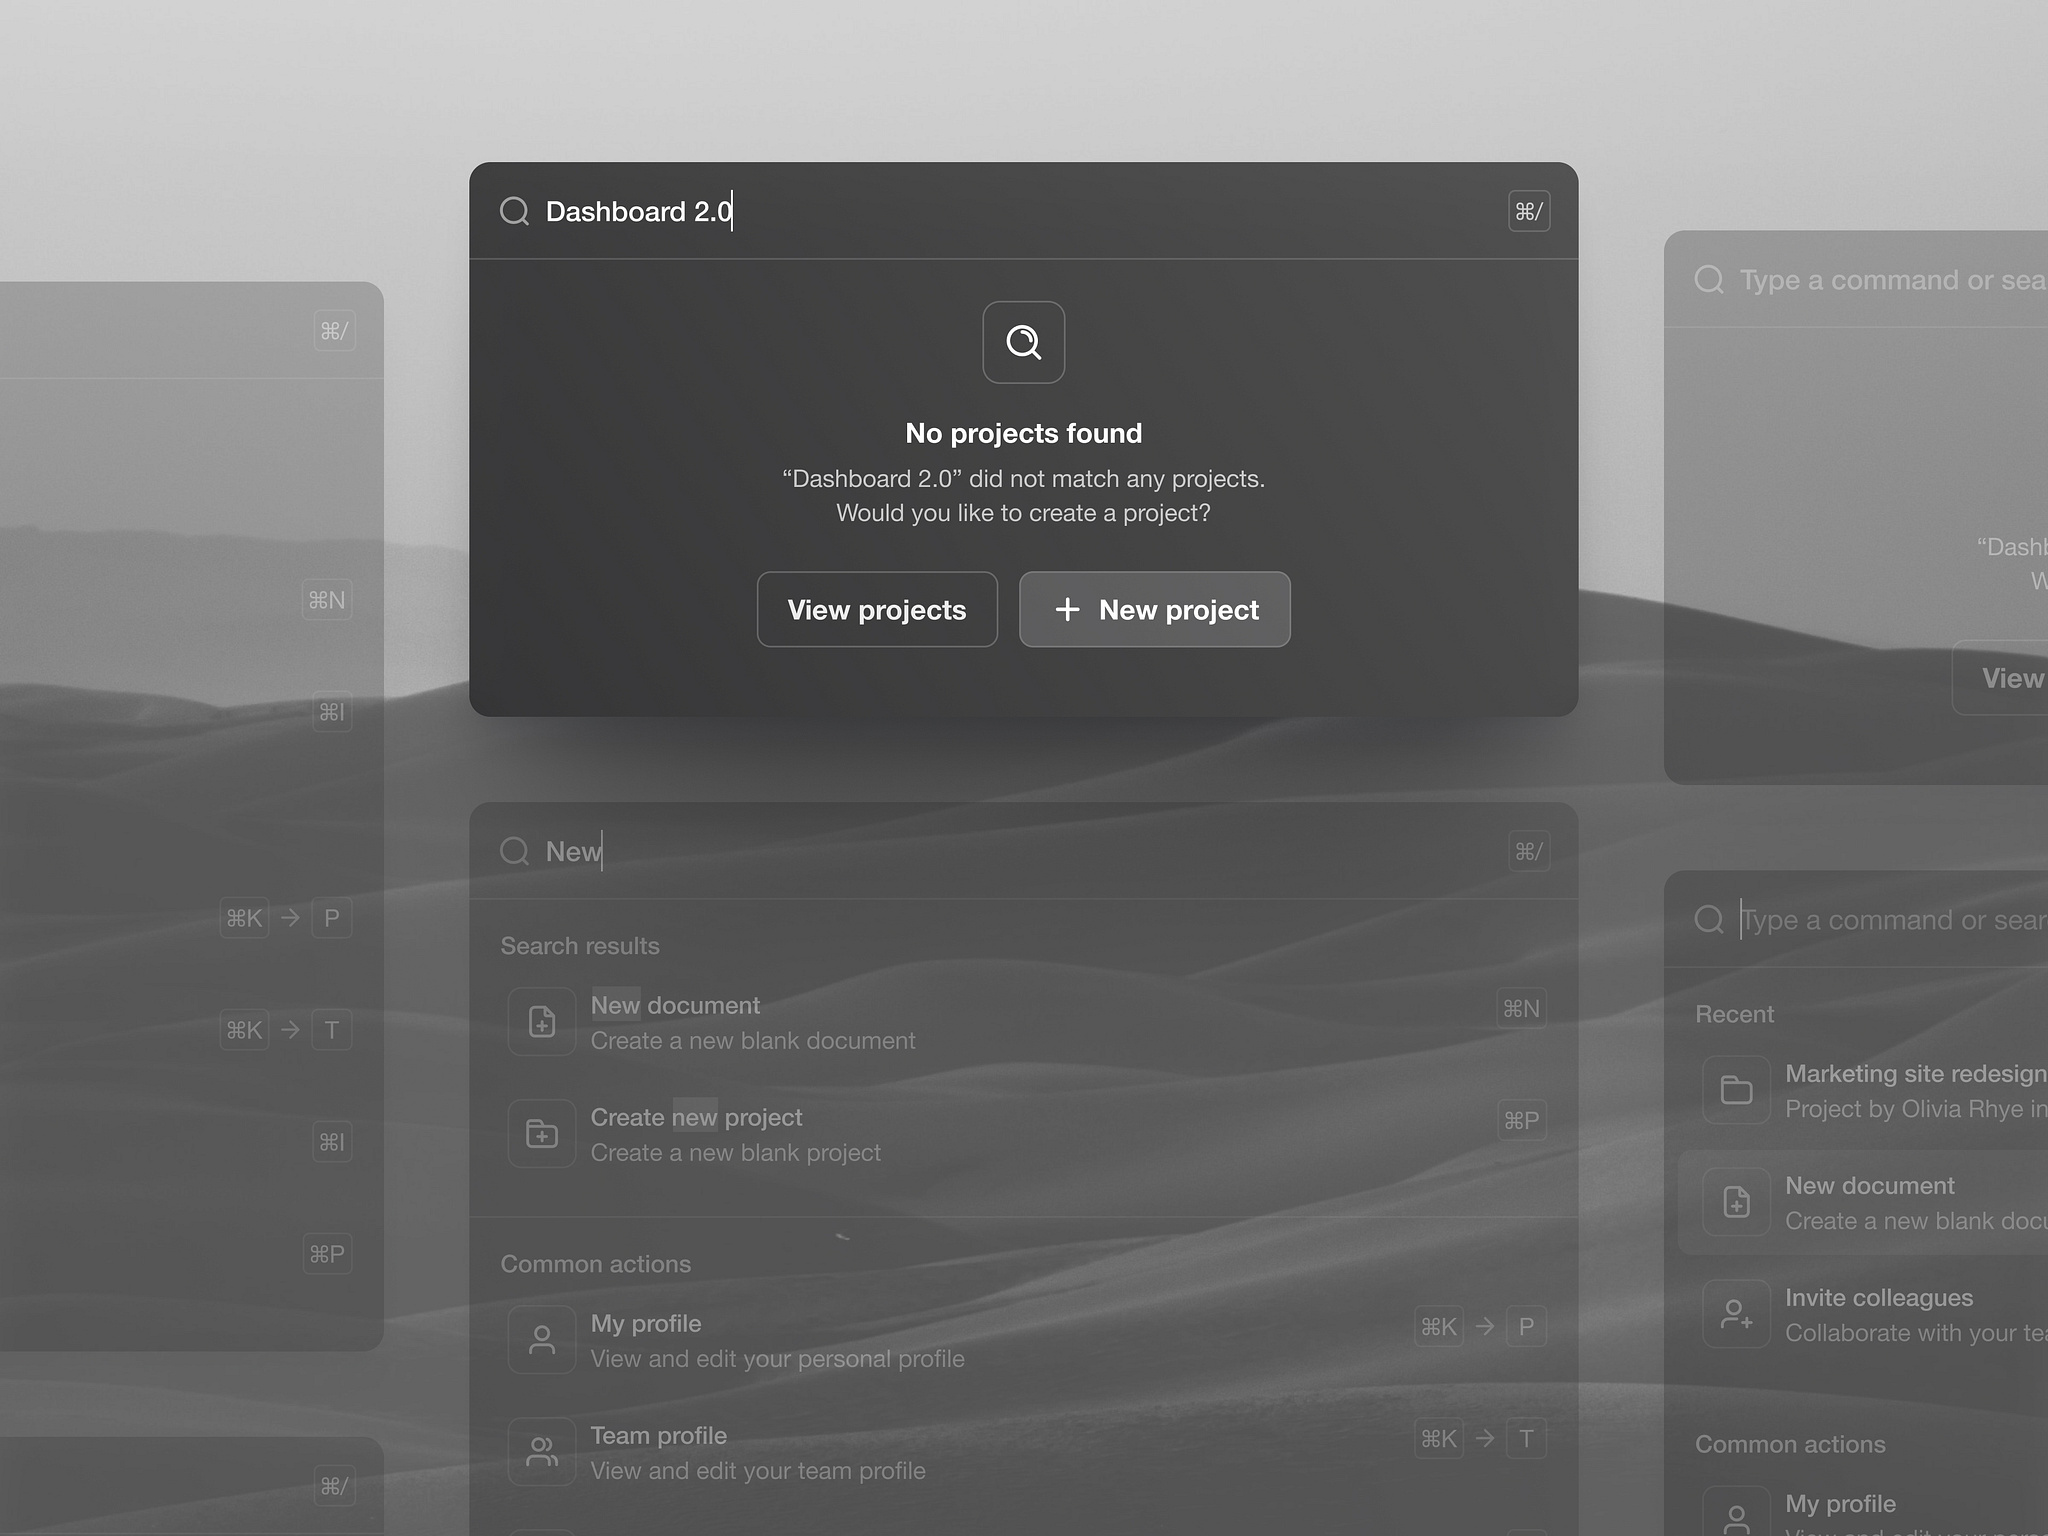 Dashboard 2.0
⌘/
No projects found
“Dashboard 2.0” did not match any projects.
Would you like to create a project?
View projects
+ New project
⌘/
⌘N
⌘I
⌘K → P
⌘K → T
⌘I
⌘P
⌘/
New
⌘/
Search results
New document
⌘N
Create a new blank document
Create new project
⌘P
Create a new blank project
Common actions
My profile
⌘K → P
View and edit your personal profile
Team profile
⌘K → T
View and edit your team profile
Type a command or sea
“Dash
W
View
Type a command or sear
Recent
Marketing site redesign
Project by Olivia Rhye in
New document
Create a new blank docu
Invite colleagues
Collaborate with your tea
Common actions
My profile